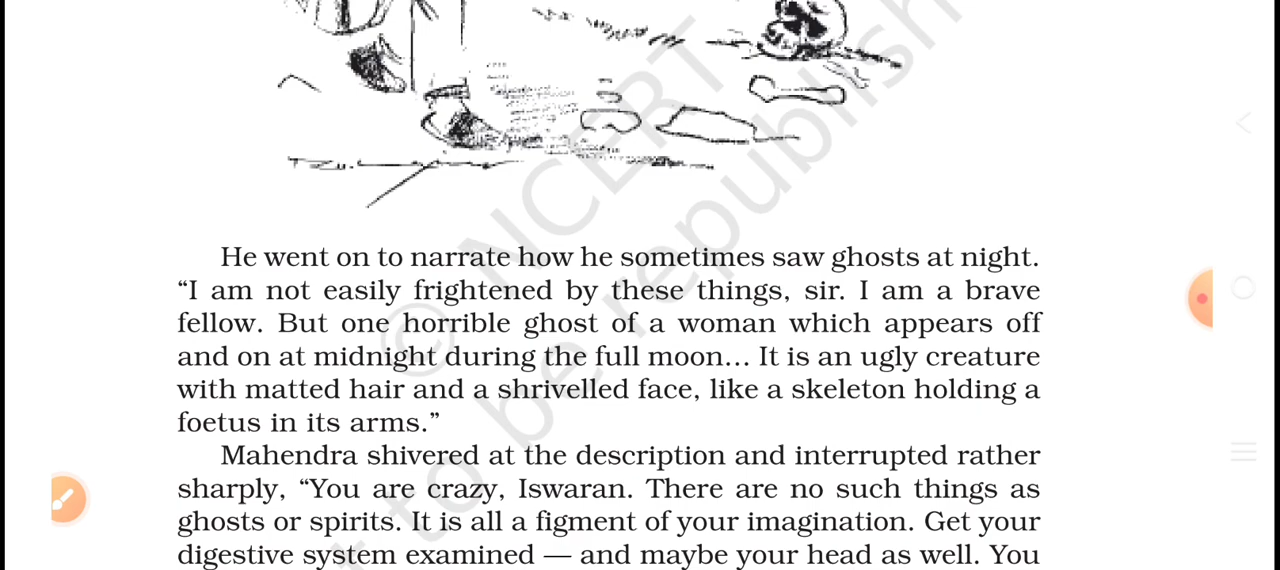 © NCERT
not to be republish
He went on to narrate how he sometimes saw ghosts at night.
“I am not easily frightened by these things, sir. I am a brave
fellow. But one horrible ghost of a woman which appears off
and on at midnight during the full moon... It is an ugly creature
with matted hair and a shrivelled face, like a skeleton holding a
foetus in its arms.”
Mahendra shivered at the description and interrupted rather
sharply, “You are crazy, Iswaran. There are no such things as
ghosts or spirits. It is all a figment of your imagination. Get your
digestive system examined — and maybe your head as well. You